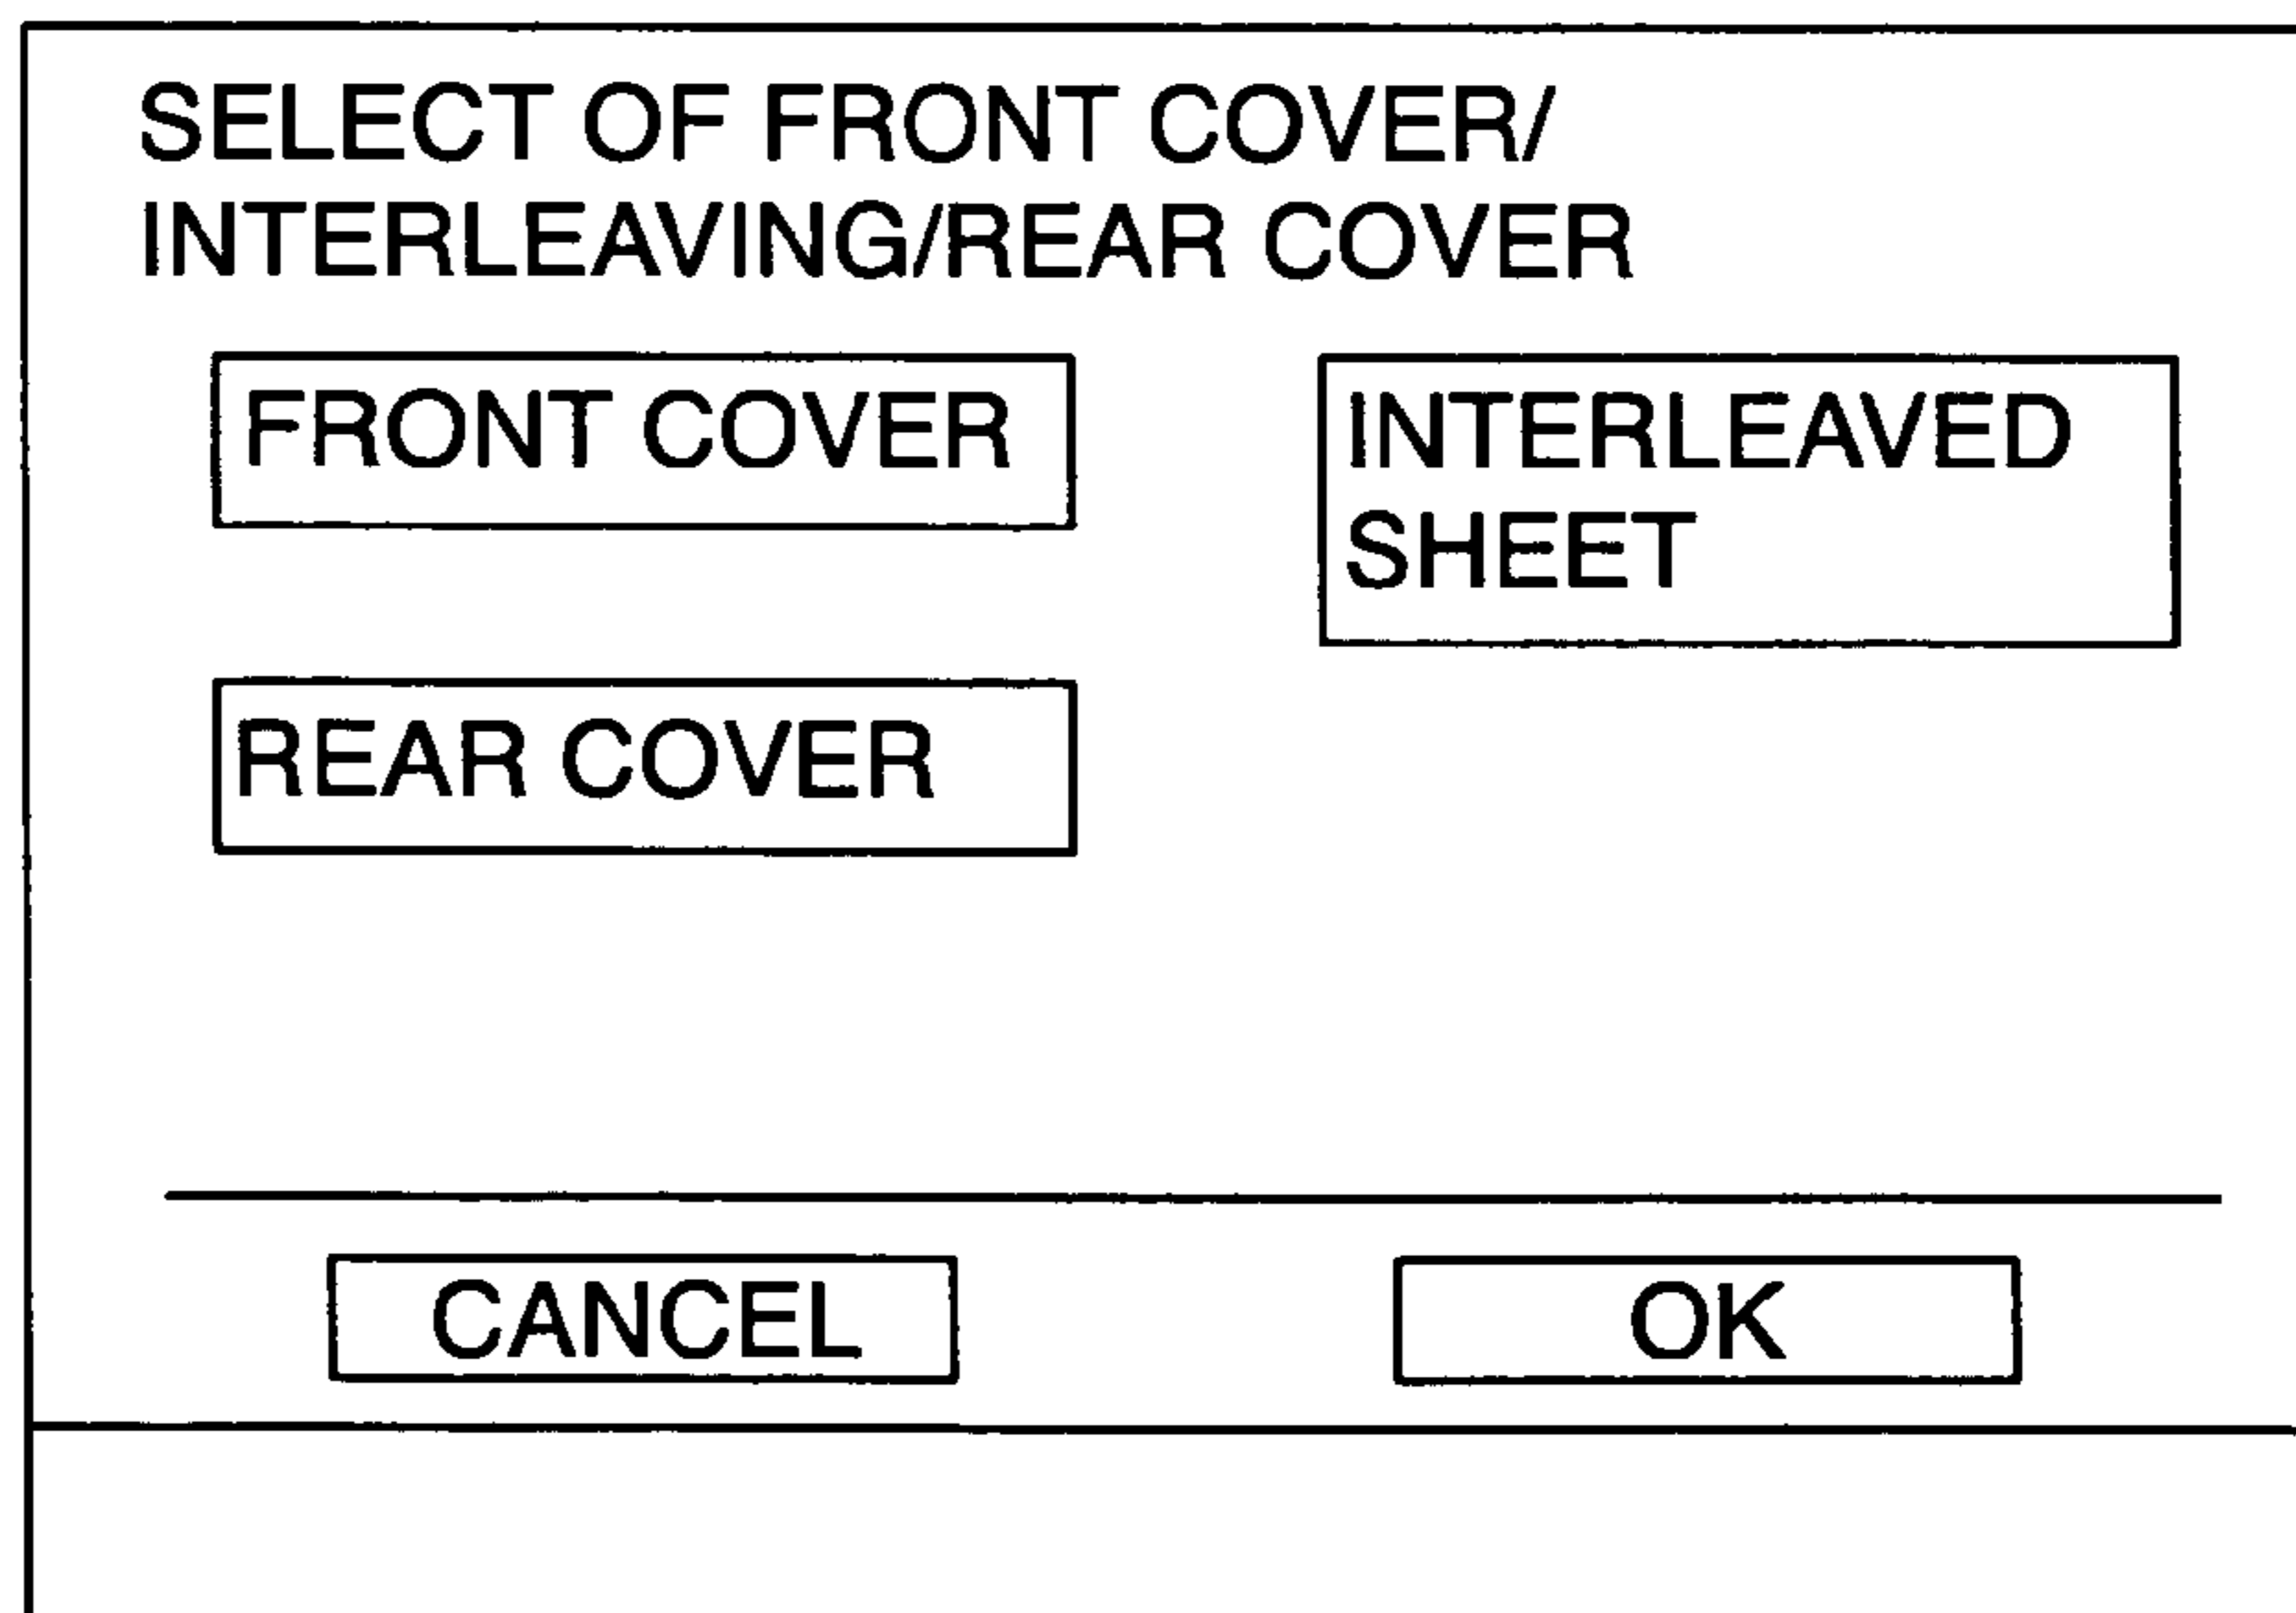 SELECT OF FRONT COVER/
INTERLEAVING/REAR COVER
FRONT COVER
INTERLEAVED
SHEET
REAR COVER
CANCEL
OK